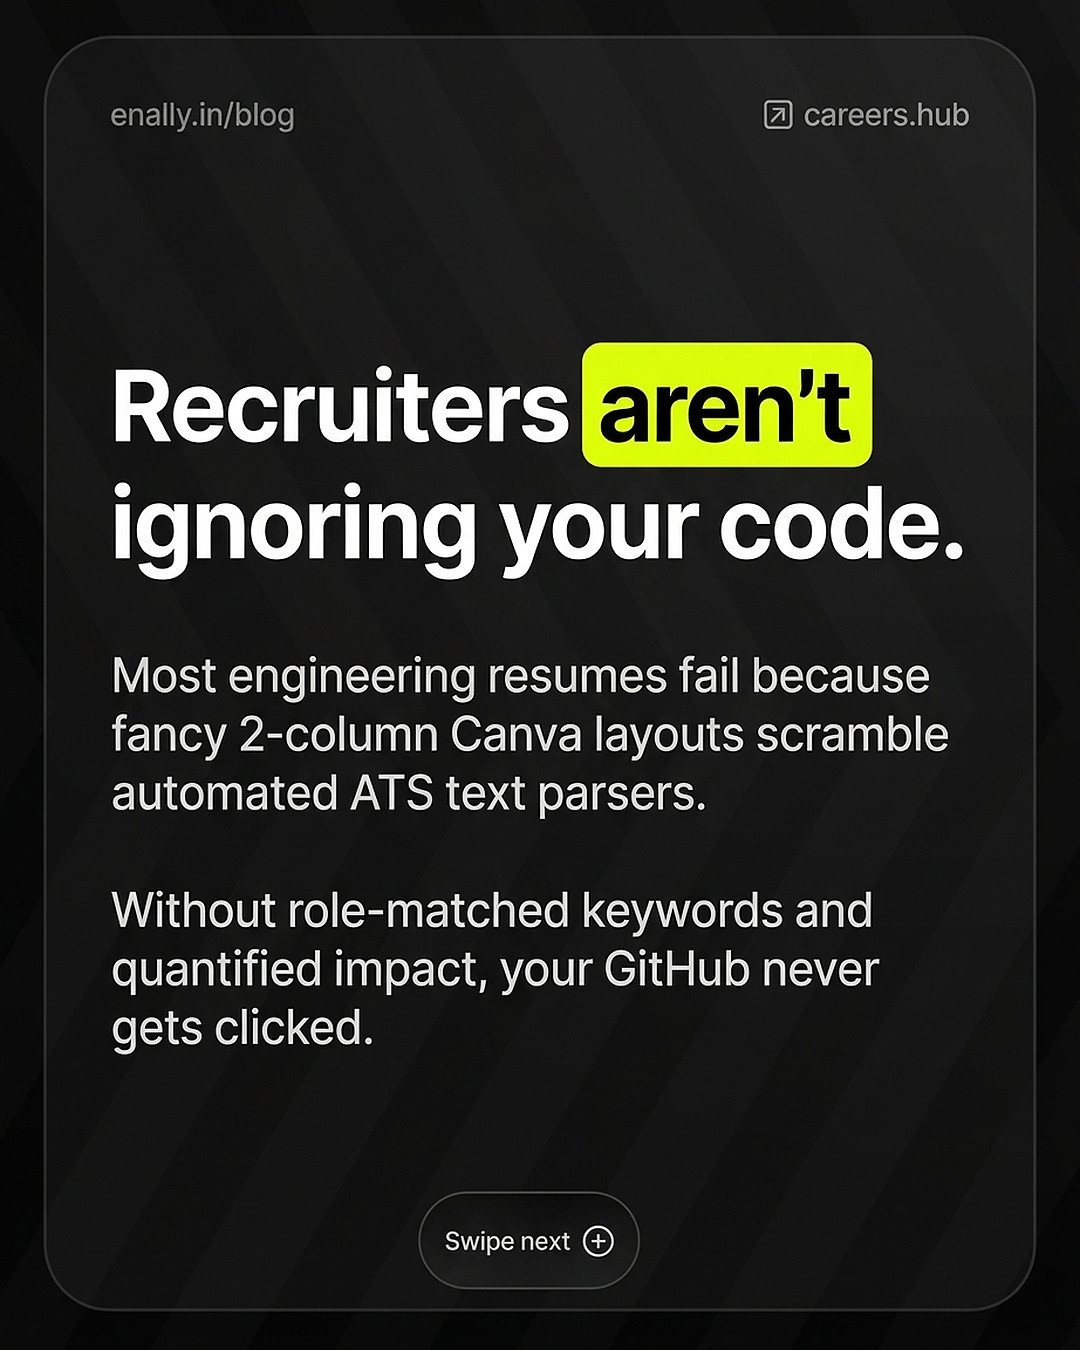 enally.in/blog
careers.hub
Recruiters aren’t
ignoring your code.
Most engineering resumes fail because
fancy 2-column Canva layouts scramble
automated ATS text parsers.
Without role-matched keywords and
quantified impact, your GitHub never
gets clicked.
Swipe next